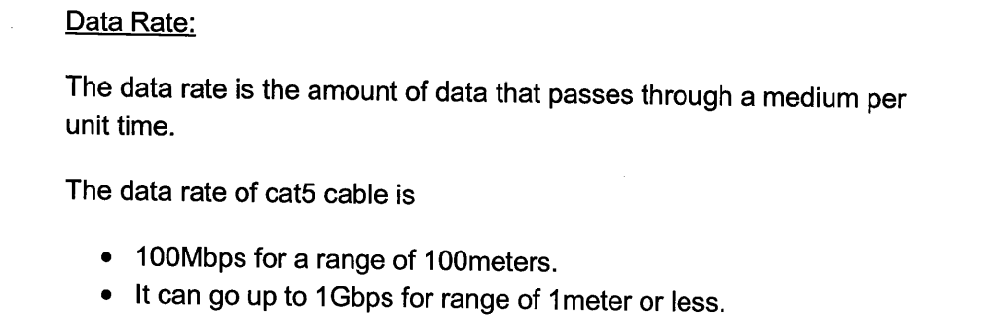 Data Rate:
The data rate is the amount of data that passes through a medium per
unit time.
The data rate of cat5 cable is
• 100Mbps for a range of 100meters.
• It can go up to 1Gbps for range of 1meter or less.